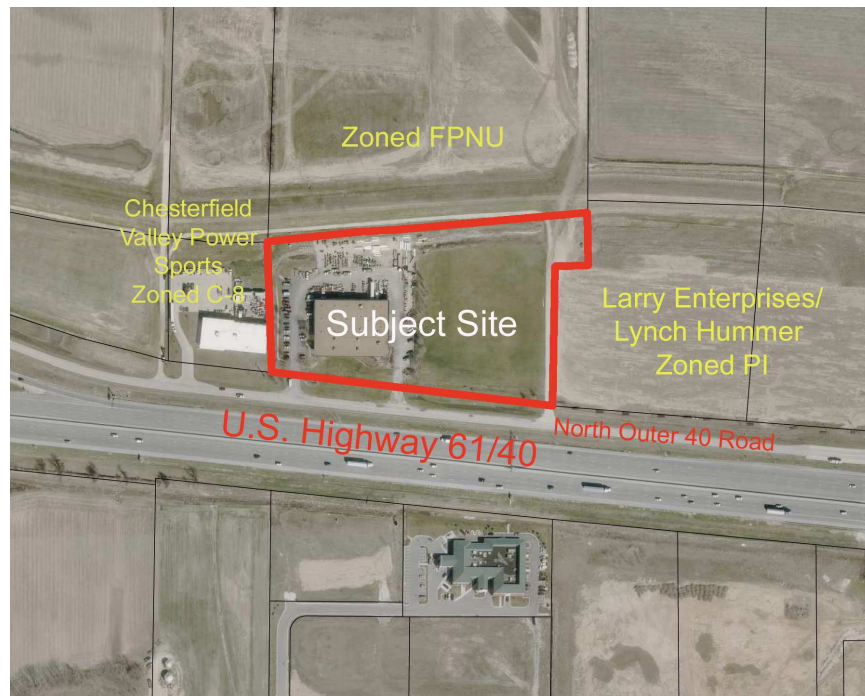 Zoned FPNU
Chesterfield
Valley Power
Sports
Zoned C-8
Subject Site
Larry Enterprises/
Lynch Hummer
Zoned PI
U.S. Highway 61/40
North Outer 40 Road